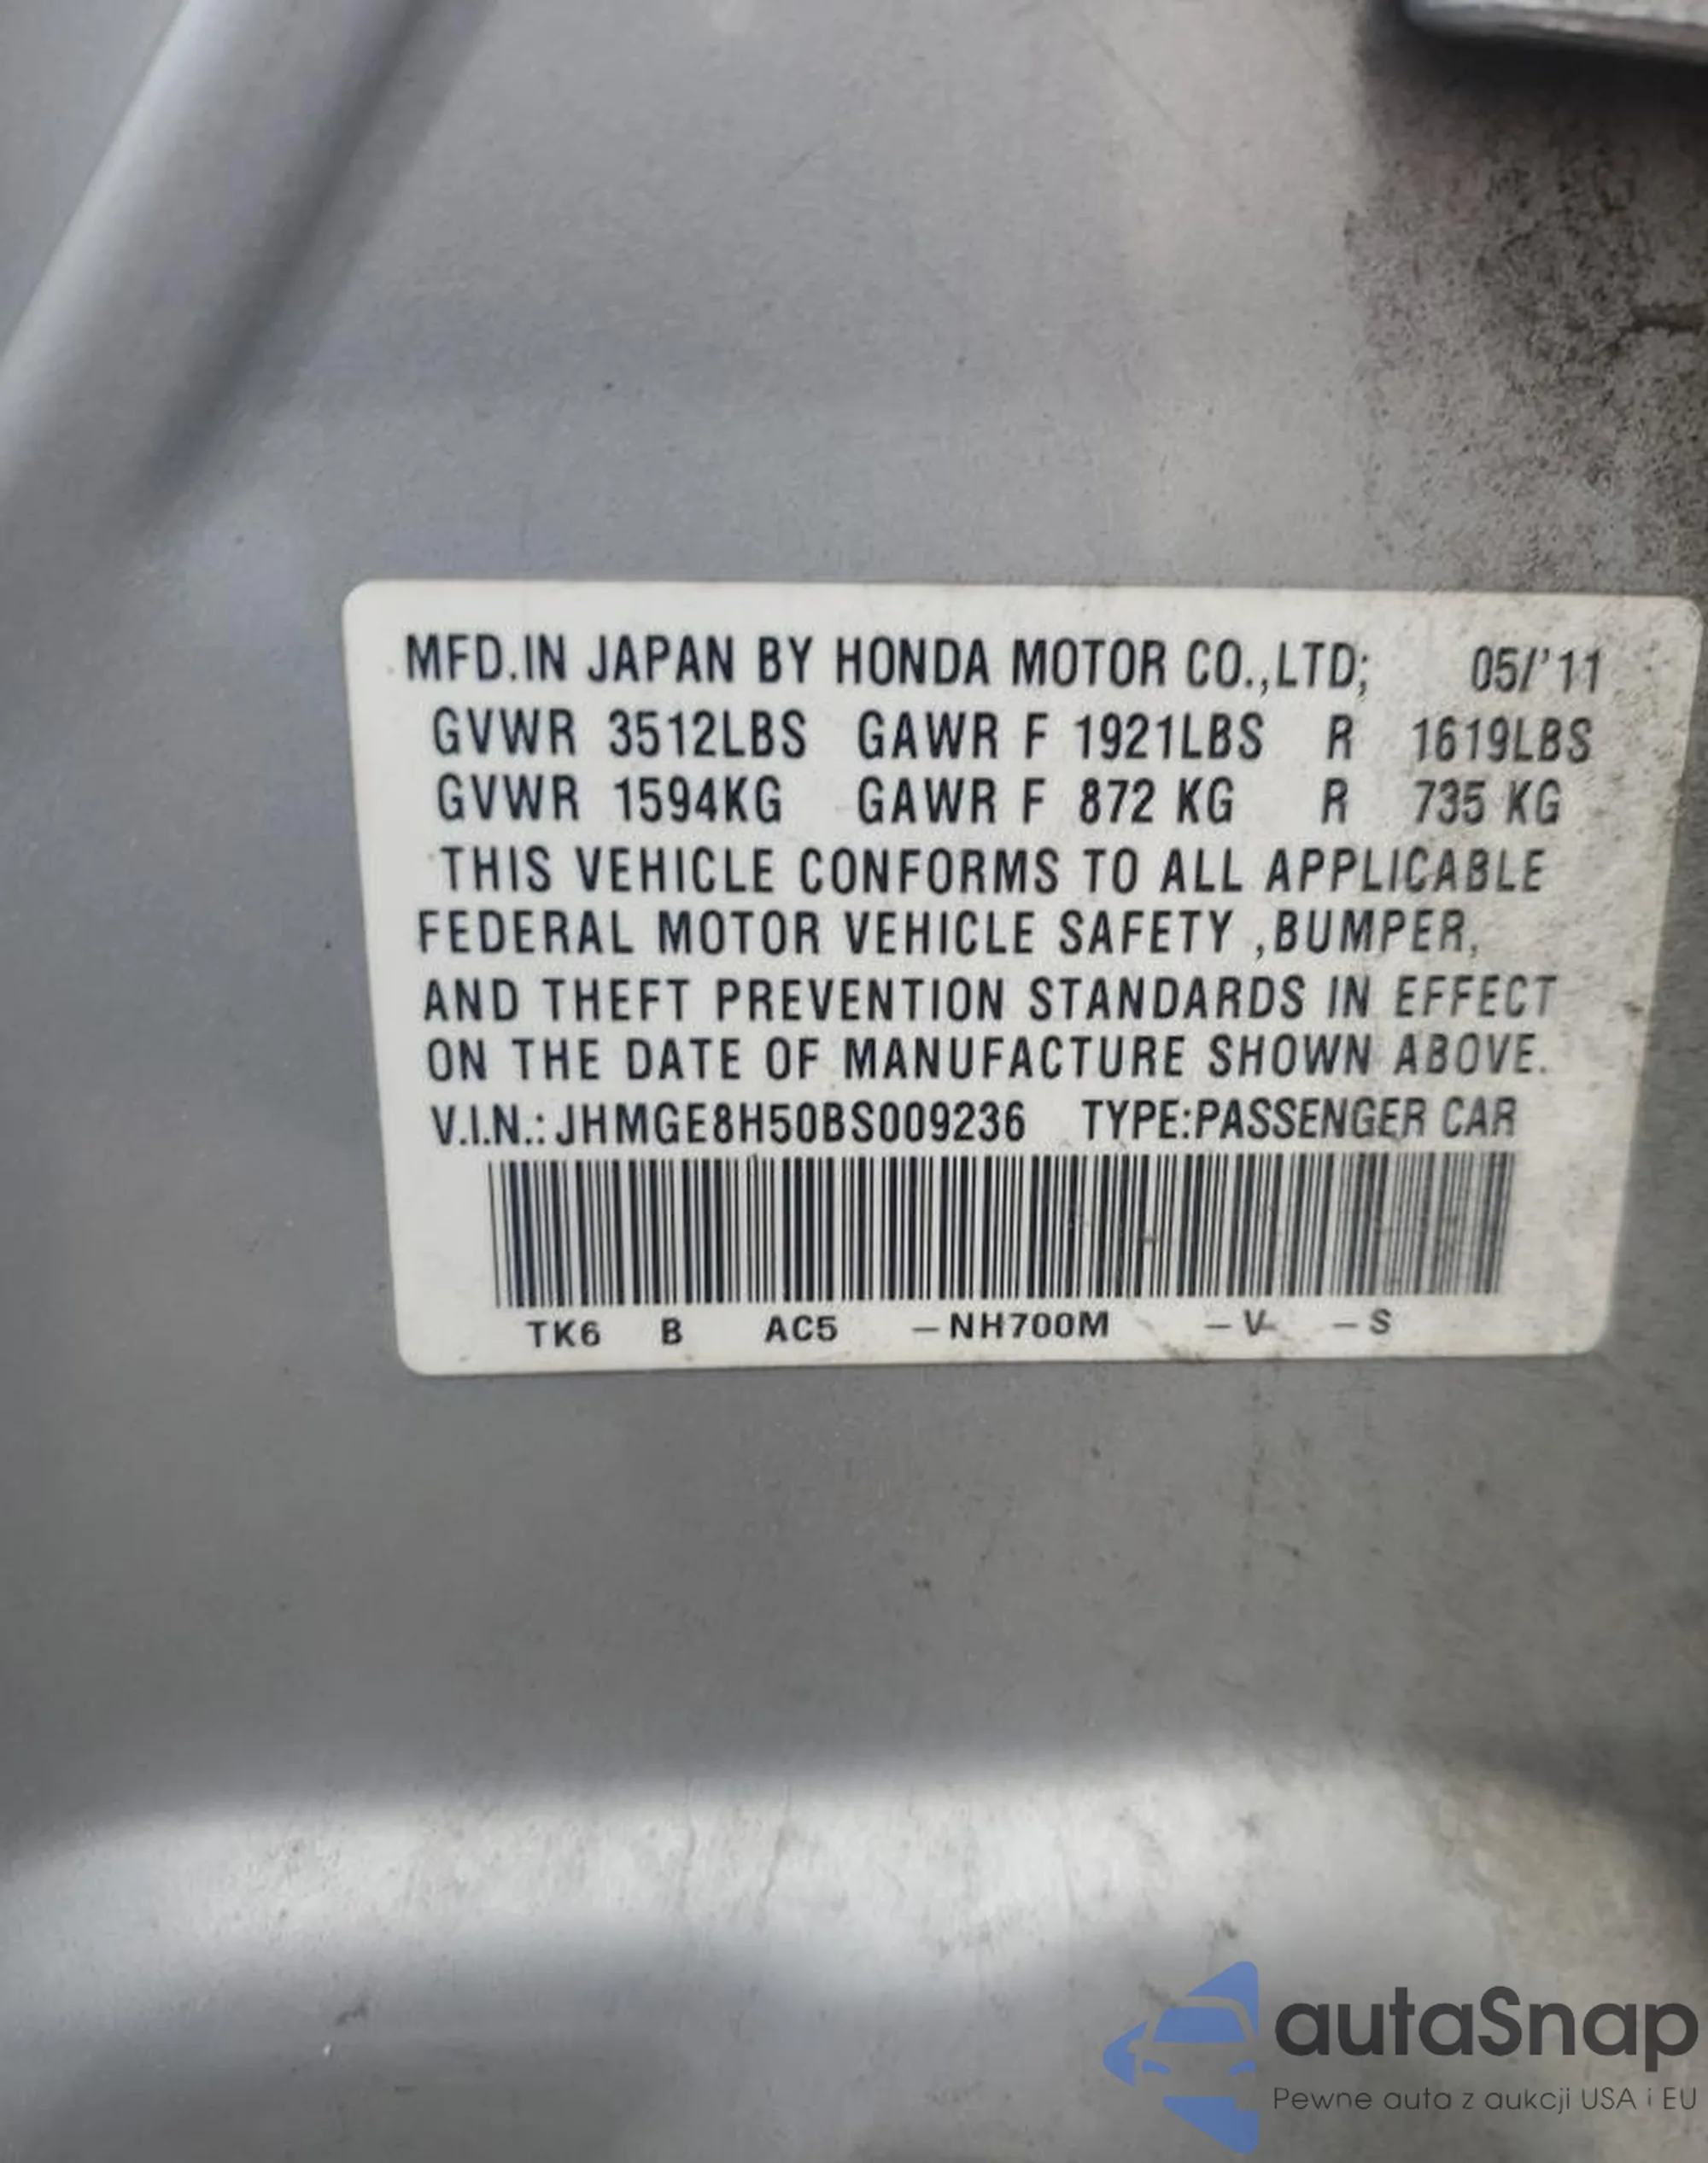 MFD.IN JAPAN BY HONDA MOTOR CO.,LTD; 05/'11
GVWR 3512LBS GAWR F 1921LBS R 1619LBS
GVWR 1594KG GAWR F 872 KG R 735 KG
THIS VEHICLE CONFORMS TO ALL APPLICABLE
FEDERAL MOTOR VEHICLE SAFETY ,BUMPER,
AND THEFT PREVENTION STANDARDS IN EFFECT
ON THE DATE OF MANUFACTURE SHOWN ABOVE.
V.I.N.: JHMGE8H50BS009236 TYPE:PASSENGER CAR
TK6 B AC5 –NH700M –V –S
autaSnap
Pewne auta z aukcji USA i EU